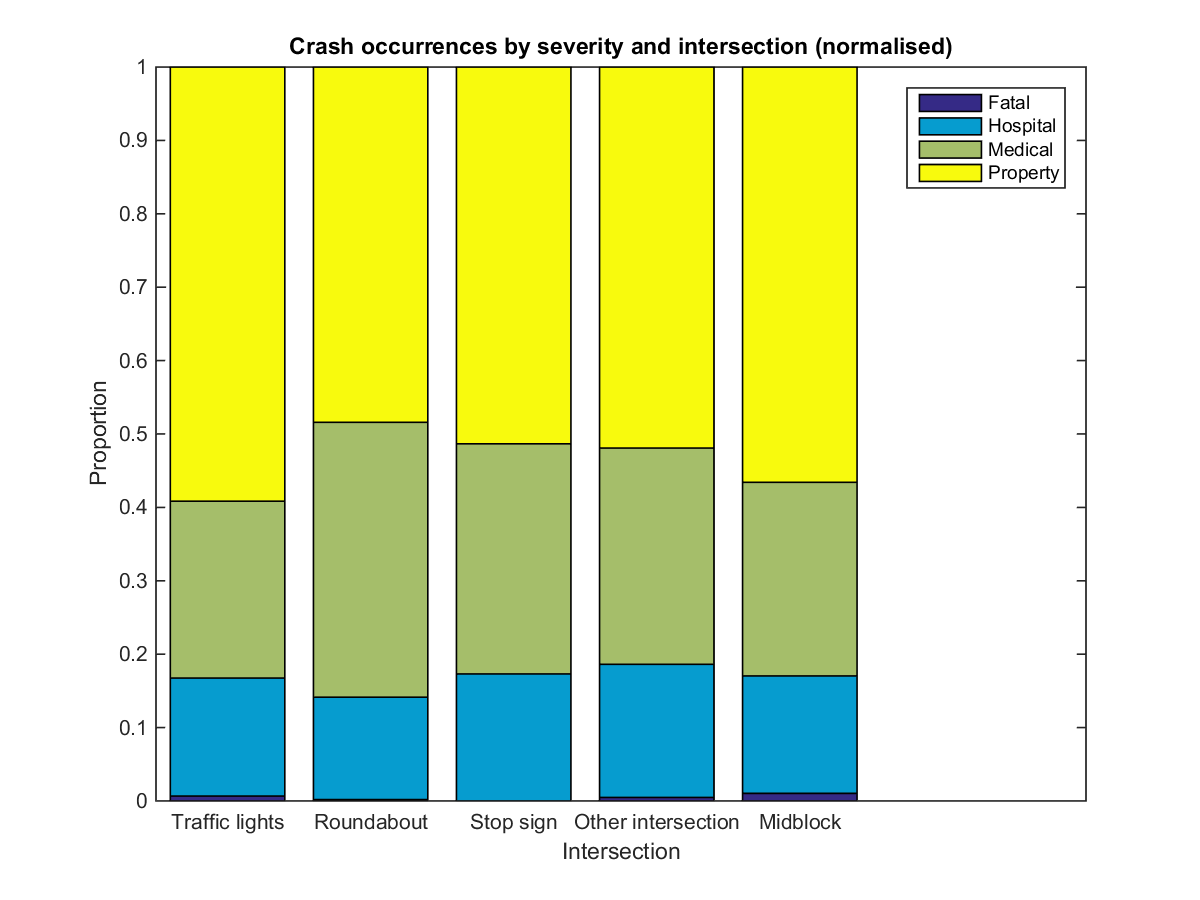 Crash occurrences by severity and intersection (normalised)
1
0.9
0.8
0.7
0.6
0.5
0.4
0.3
0.2
0.1
0
Proportion
Fatal
Hospital
Medical
Property
Traffic lights Roundabout Stop sign Other intersection Midblock
Intersection